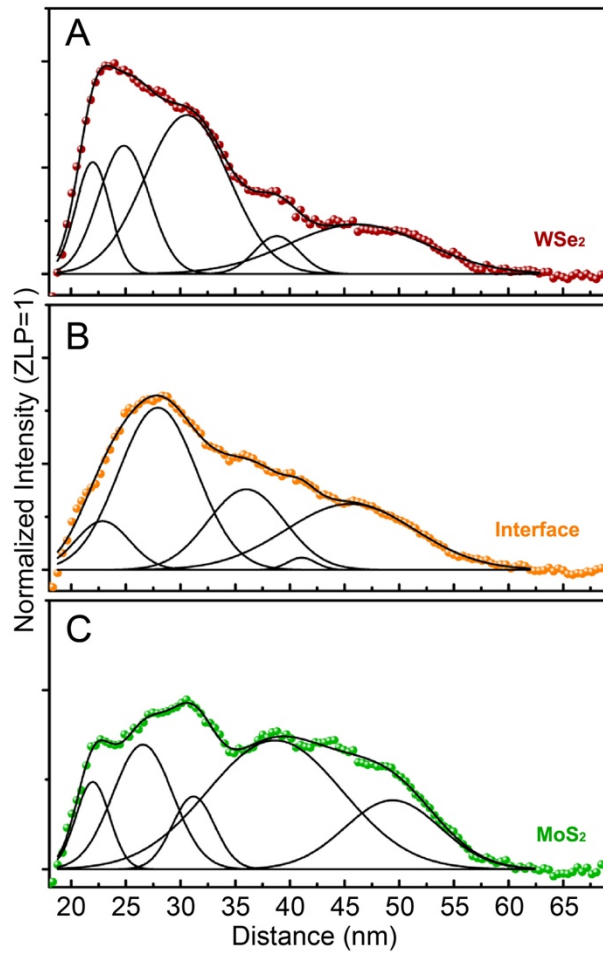 A
WSe₂
B
Interface
C
MoS₂
Normalized Intensity (ZLP=1)
20 25 30 35 40 45 50 55 60 65
Distance (nm)